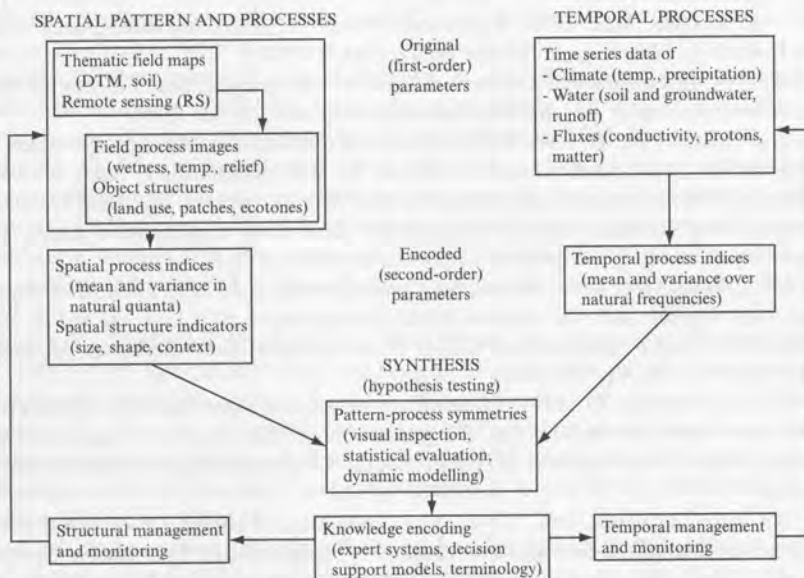 SPATIAL PATTERN AND PROCESSES
Thematic field maps
(DTM, soil)
Remote sensing (RS)
Field process images
(wetness, temp., relief)
Object structures
(land use, patches, ecotones)
Spatial process indices
(mean and variance in
natural quanta)
Spatial structure indicators
(size, shape, context)
Original
(first-order)
parameters
Encoded
(second-order)
parameters
TEMPORAL PROCESSES
Time series data of
- Climate (temp., precipitation)
- Water (soil and groundwater,
runoff)
- Fluxes (conductivity, protons,
matter)
Temporal process indices
(mean and variance over
natural frequencies)
SYNTHESIS
(hypothesis testing)
Pattern-process symmetries
(visual inspection,
statistical evaluation,
dynamic modelling)
Structural management
and monitoring
Knowledge encoding
(expert systems, decision
support models, terminology)
Temporal management
and monitoring